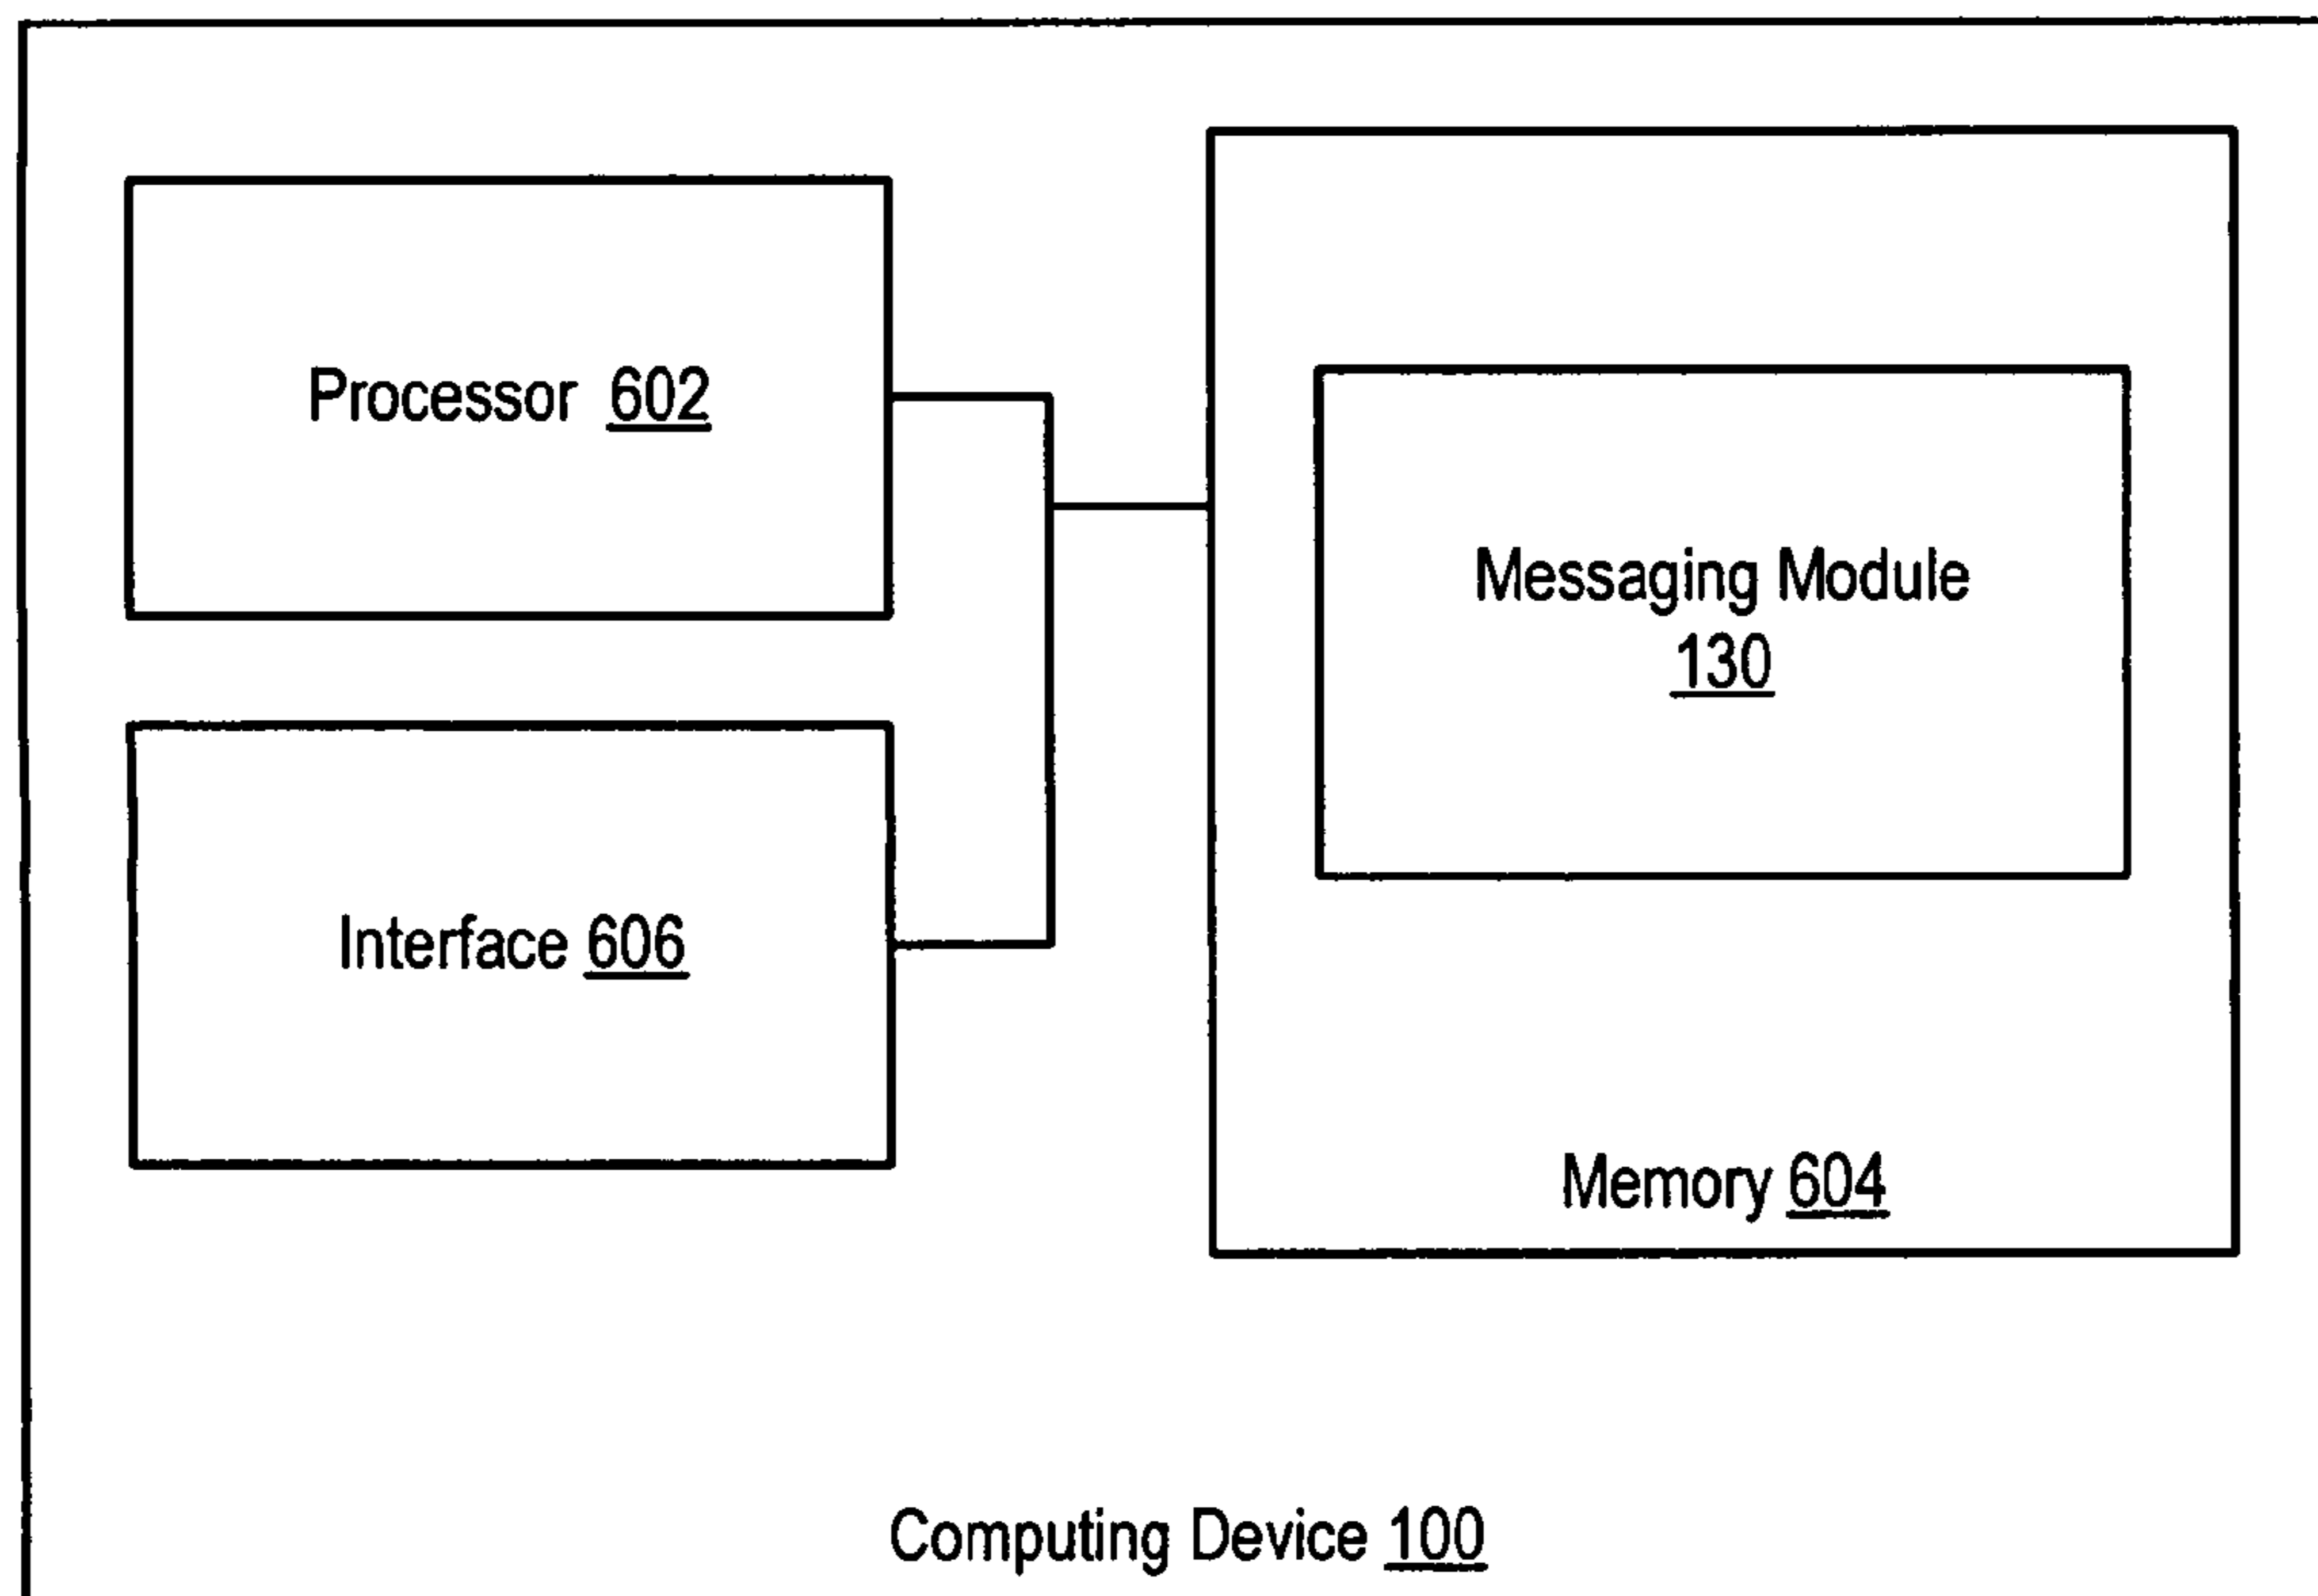 Processor 602
Messaging Module
130
Interface 606
Memory 604
Computing Device 100